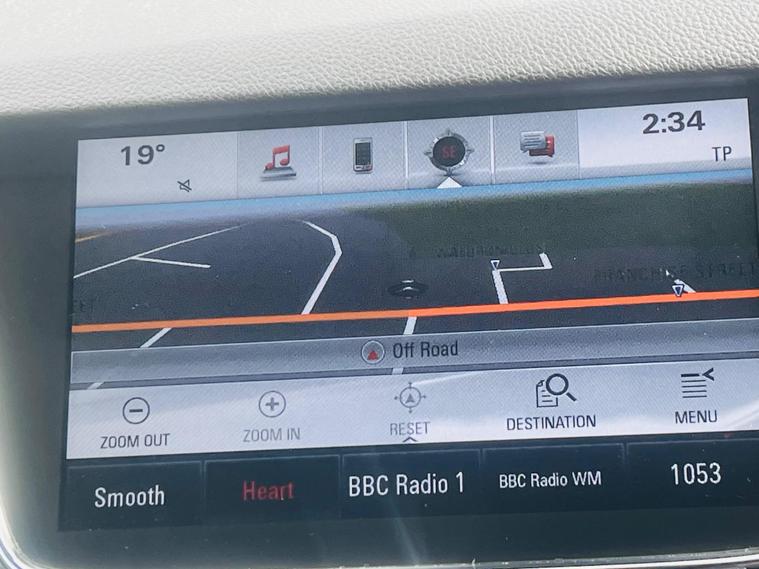 19°
SE
2:34
TP
FRANCHISE STREET
Off Road
ZOOM OUT
ZOOM IN
RESET
DESTINATION
MENU
Smooth
Heart
BBC Radio 1
BBC Radio WM
1053